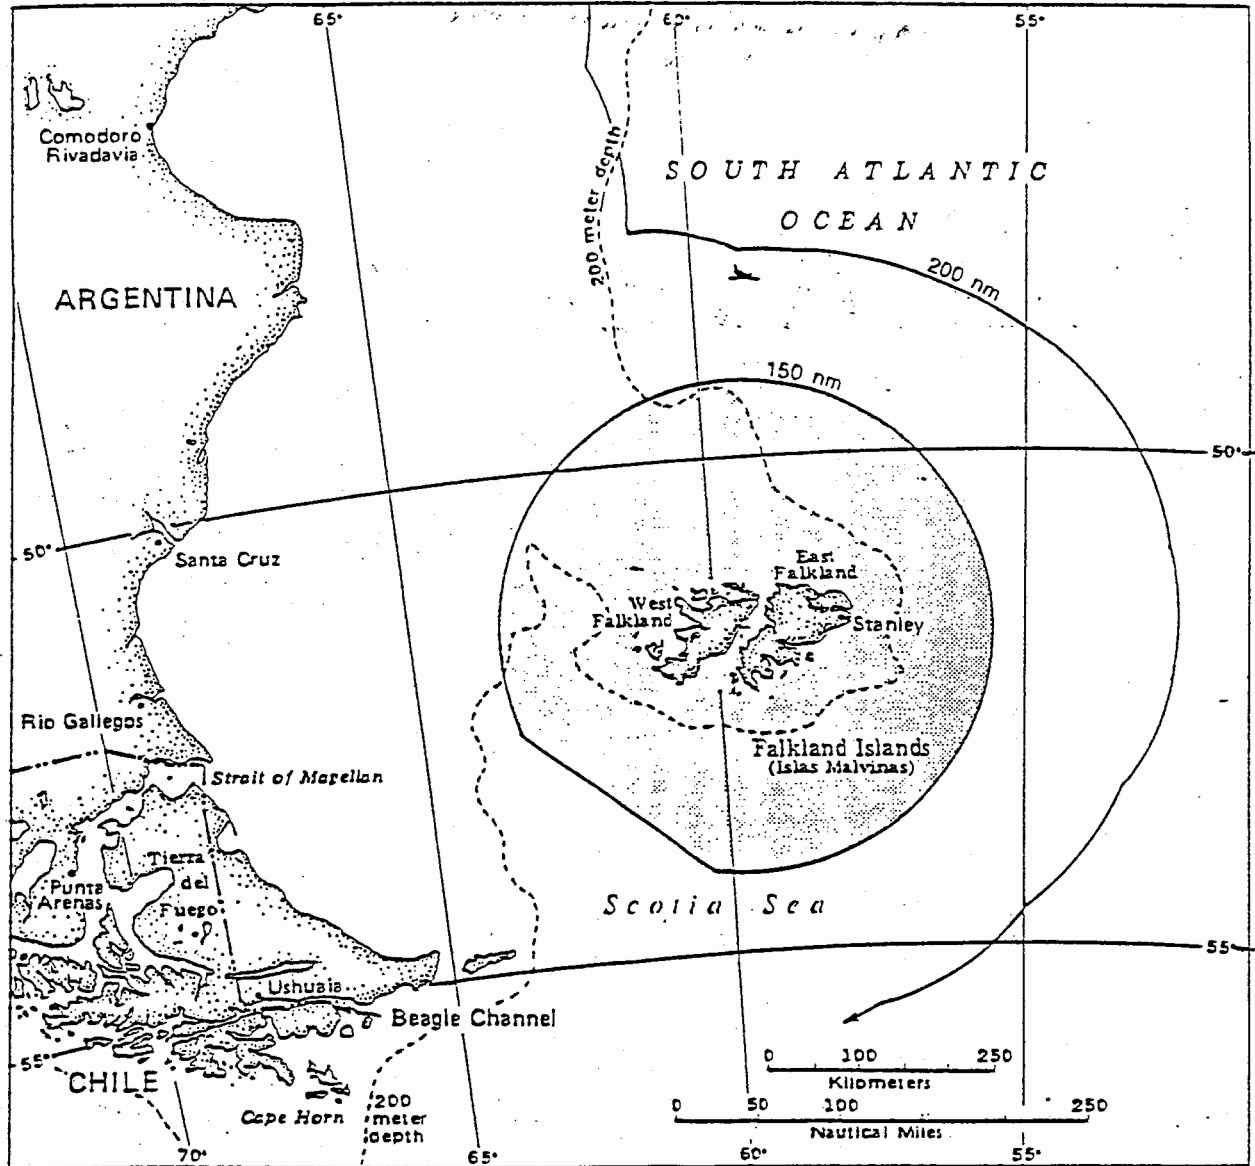 65°
60°
55°
Comodoro
Rivadavia
200 meter depth
SOUTH ATLANTIC
OCEAN
200 nm
ARGENTINA
150 nm
50°
50°
Santa Cruz
East
Falkland
West
Falkland
Stanley
Rio Gallegos
Falkland Islands
(Islas Malvinas)
Strait of Magellan
Tierra
del
Fuego
Punta
Arenas
Scotia Sea
55°
Ushuaia
Beagle Channel
55°
CHILE
Cape Horn
200
meter
depth
0 100 250
Kilometers
0 50 100 250
Nautical Miles
70°
65°
60°
55°